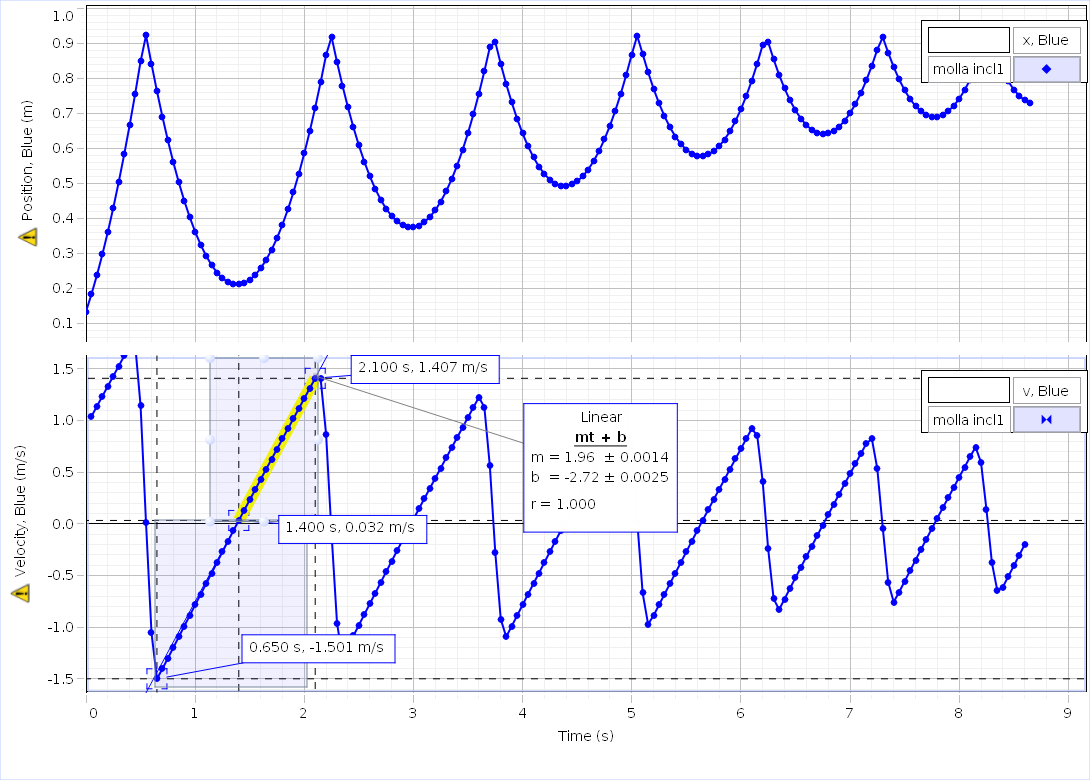 1.0
0.9
0.8
0.7
0.6
0.5
0.4
0.3
0.2
0.1
Position, Blue (m)
x, Blue
molla incl1
1.5
1.0
0.5
0.0
-0.5
-1.0
-1.5
Velocity, Blue (m/s)
2.100 s, 1.407 m/s
v, Blue
molla incl1
Linear
mt + b
m = 1.96 ± 0.0014
b = -2.72 ± 0.0025
r = 1.000
1.400 s, 0.032 m/s
0.650 s, -1.501 m/s
0 1 2 3 4 5 6 7 8 9
Time (s)